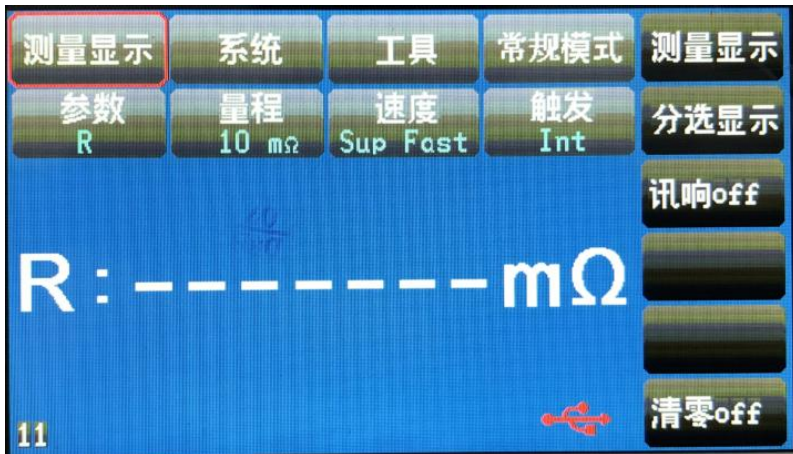 测量显示 系统 工具 常规模式 测量显示
参数 量程 速度 触发 分选显示
R 10 mΩ Sup Fast Int
讯响off
R:-------mΩ
清零off
11